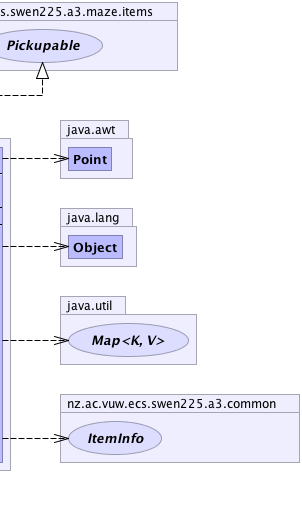 s.swen225.a3.maze.items
Pickupable
java.awt
Point
java.lang
Object
java.util
Map<K, V>
nz.ac.vuw.ecs.swen225.a3.common
ItemInfo